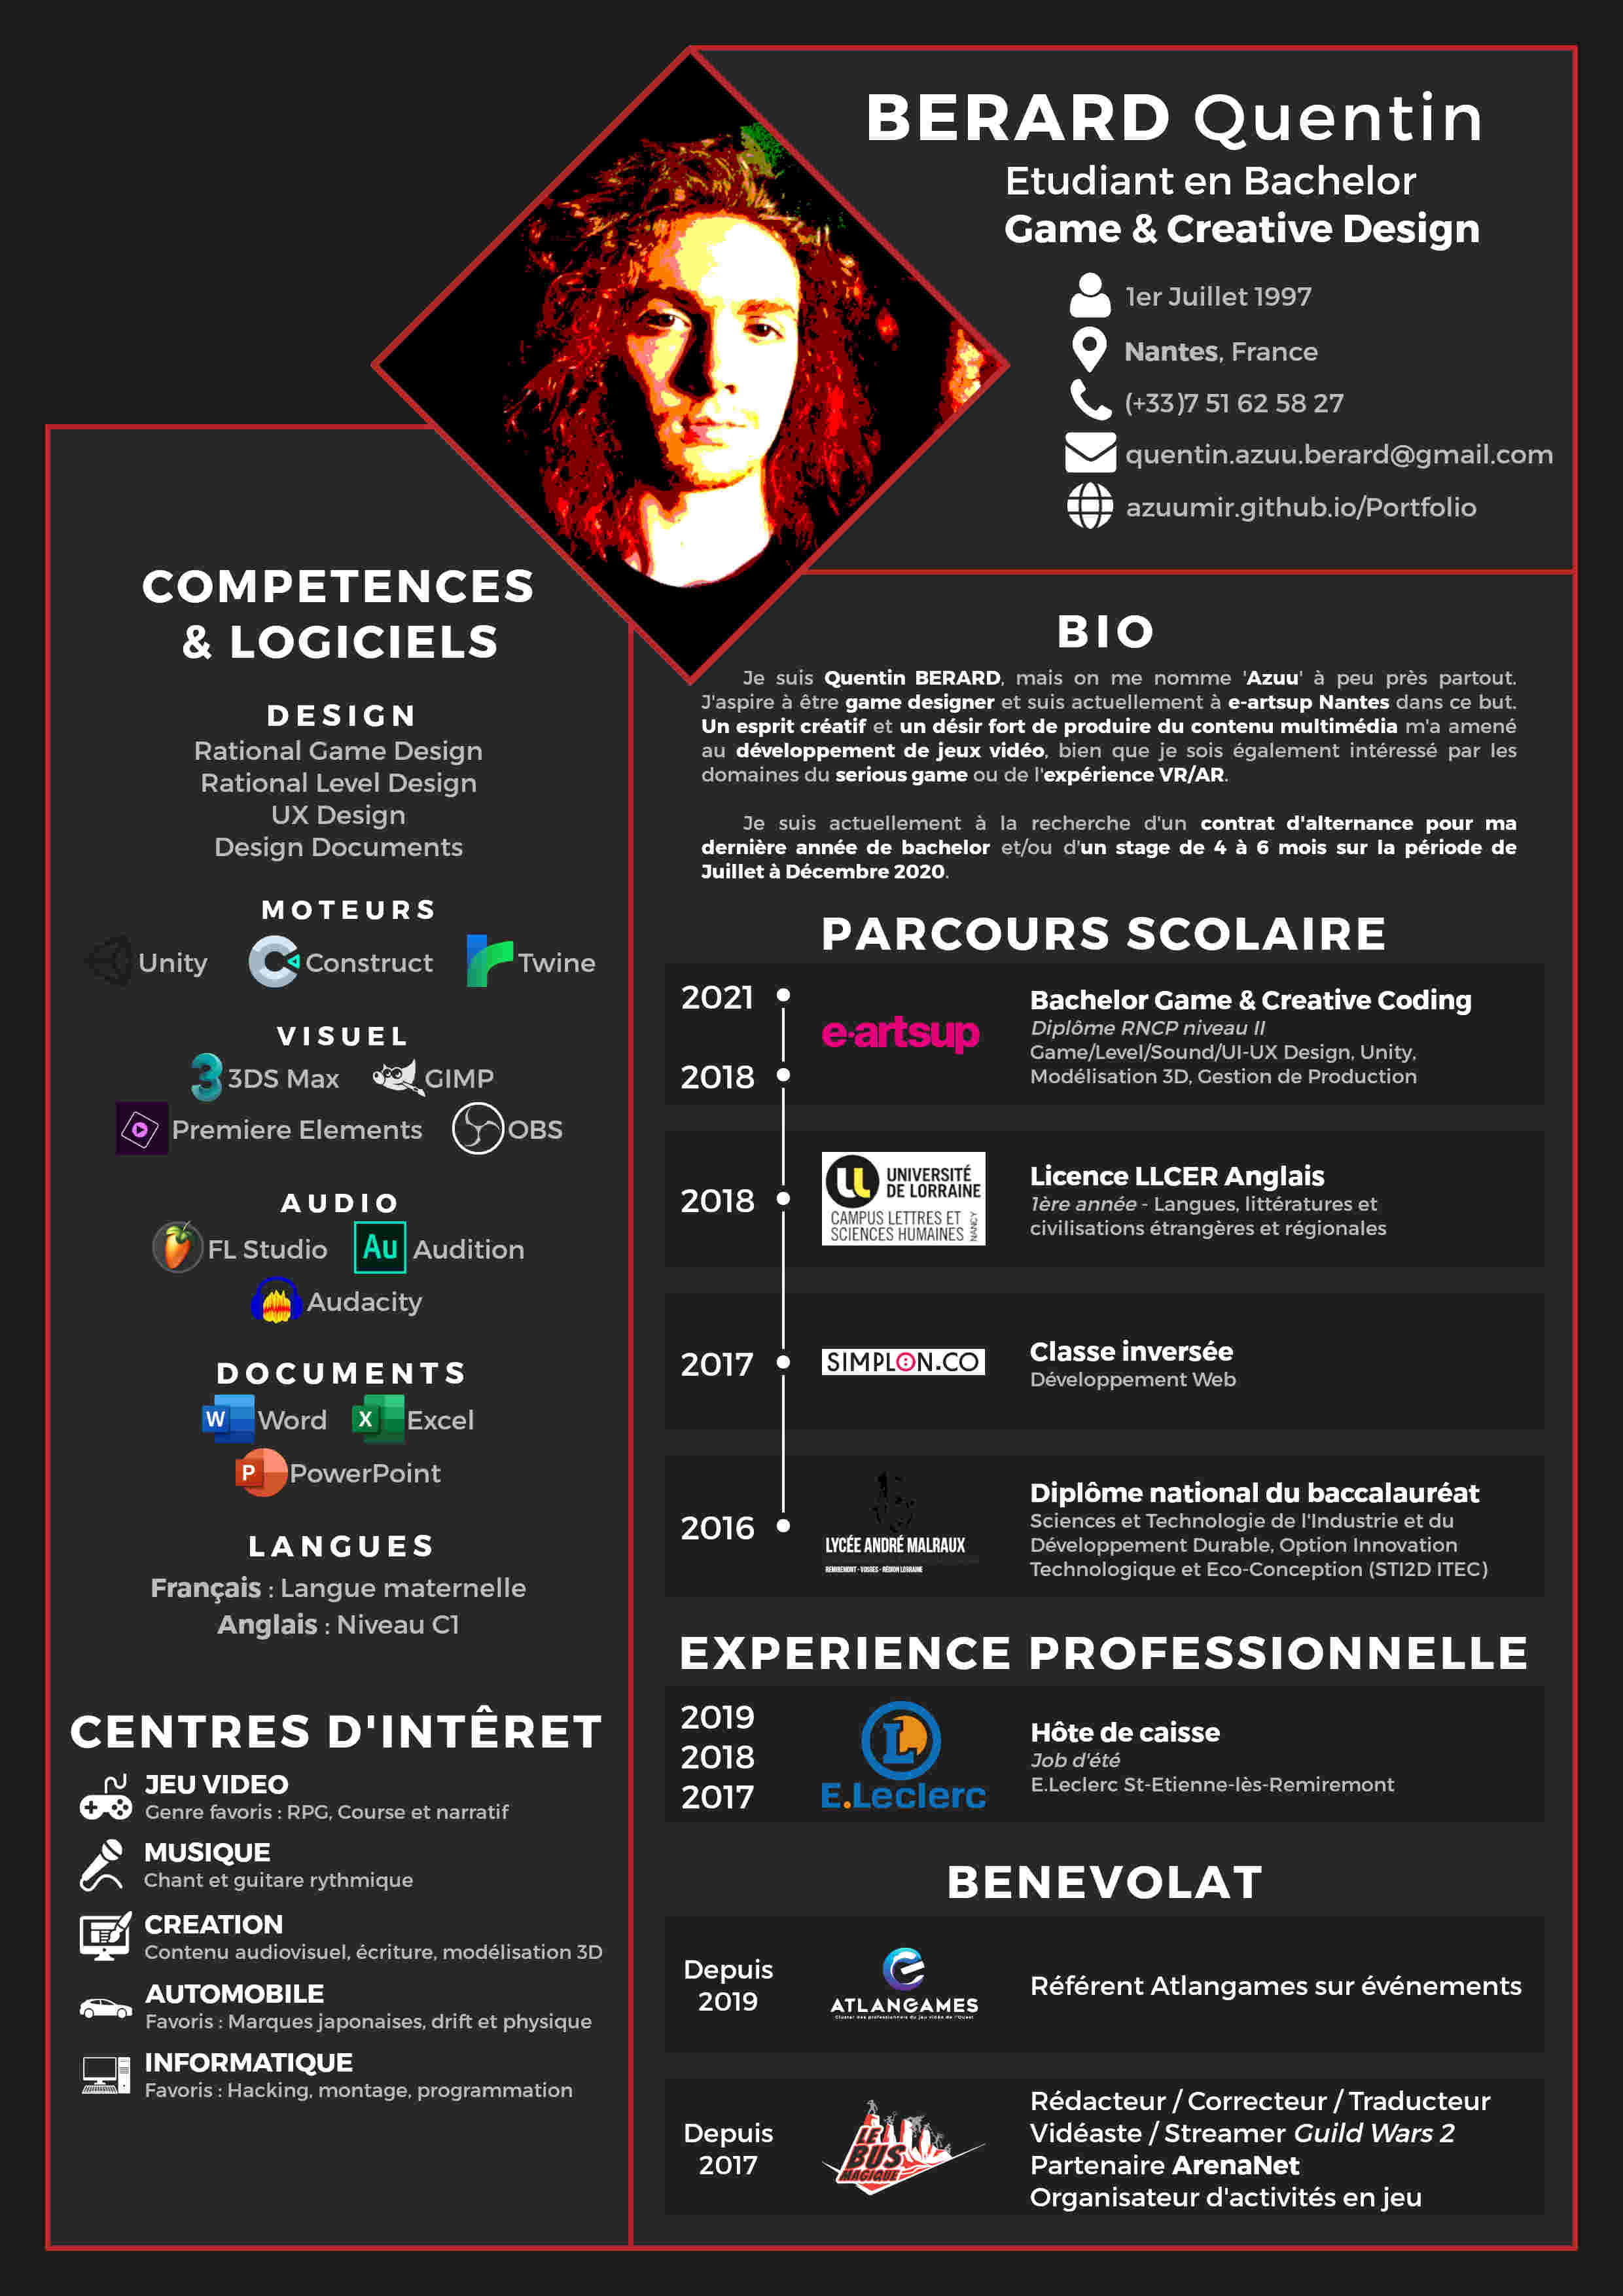 BERARD Quentin
Etudiant en Bachelor
Game & Creative Design
1er Juillet 1997
Nantes, France
(+33)7 51 62 58 27
quentin.azuu.berard@gmail.com
azuumir.github.io/Portfolio
COMPETENCES
& LOGICIELS
DESIGN
Rational Game Design
Rational Level Design
UX Design
Design Documents
MOTEURS
Unity Construct Twine
VISUEL
3DS Max GIMP
Premiere Elements OBS
AUDIO
FL Studio Au Audition
Audacity
DOCUMENTS
W Word X Excel
P PowerPoint
LANGUES
Français : Langue maternelle
Anglais : Niveau C1
CENTRES D'INTÊRET
JEU VIDEO
Genre favoris : RPG, Course et narratif
MUSIQUE
Chant et guitare rythmique
CREATION
Contenu audiovisuel, écriture, modélisation 3D
AUTOMOBILE
Favoris : Marques japonaises, drift et physique
INFORMATIQUE
Favoris : Hacking, montage, programmation
BIO
Je suis Quentin BERARD, mais on me nomme 'Azuu' à peu près partout.
J'aspire à être game designer et suis actuellement à e-artsup Nantes dans ce but.
Un esprit créatif et un désir fort de produire du contenu multimédia m'a amené
au développement de jeux vidéo, bien que je sois également intéressé par les
domaines du serious game ou de l'expérience VR/AR.
Je suis actuellement à la recherche d'un contrat d'alternance pour ma
dernière année de bachelor et/ou d'un stage de 4 à 6 mois sur la période de
Juillet à Décembre 2020.
PARCOURS SCOLAIRE
2021
2018
e·artsup
Bachelor Game & Creative Coding
Diplôme RNCP niveau II
Game/Level/Sound/UI-UX Design, Unity,
Modélisation 3D, Gestion de Production
2018
UNIVERSITÉ
DE LORRAINE
CAMPUS LETTRES ET
SCIENCES HUMAINES
NANCY
Licence LLCER Anglais
1ère année - Langues, littératures et
civilisations étrangères et régionales
2017
SIMPLON.CO
Classe inversée
Développement Web
2016
LYCÉE ANDRÉ MALRAUX
REMIREMONT - VOSGES - RÉGION LORRAINE
Diplôme national du baccalauréat
Sciences et Technologie de l'Industrie et du
Développement Durable, Option Innovation
Technologique et Eco-Conception (STI2D ITEC)
EXPERIENCE PROFESSIONNELLE
2019
2018
2017
E.Leclerc
Hôte de caisse
Job d'été
E.Leclerc St-Etienne-lès-Remiremont
BENEVOLAT
Depuis
2019
ATLANGAMES
Cluster des professionnels du jeu vidéo de l'Ouest
Référent Atlangames sur événements
Depuis
2017
LE
BUS
MAGIQUE
Rédacteur / Correcteur / Traducteur
Vidéaste / Streamer Guild Wars 2
Partenaire ArenaNet
Organisateur d'activités en jeu